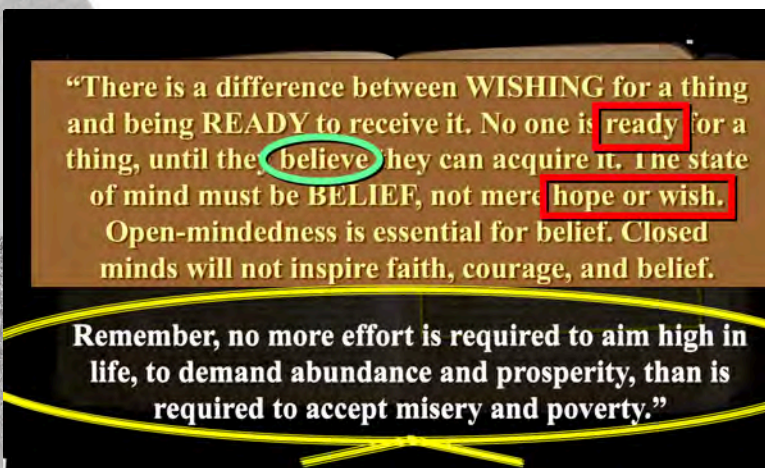 “There is a difference between WISHING for a thing
and being READY to receive it. No one is ready for a
thing, until they believe they can acquire it. The state
of mind must be BELIEF, not mere hope or wish.
Open-mindedness is essential for belief. Closed
minds will not inspire faith, courage, and belief.
Remember, no more effort is required to aim high in
life, to demand abundance and prosperity, than is
required to accept misery and poverty.”